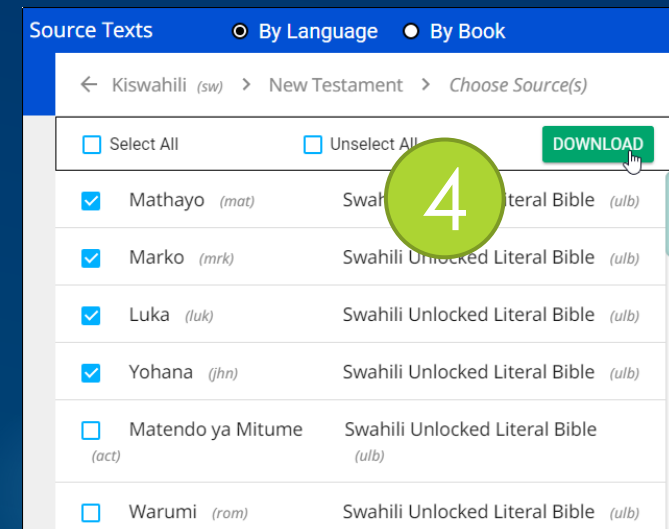 Source Texts By Language By Book
← Kiswahili (sw) > New Testament > Choose Source(s)
Select All Unselect All DOWNLOAD
Mathayo (mat) Literal Bible (ulb)
4
Marko (mrk) Swahili Unlocked Literal Bible (ulb)
Luka (luk) Swahili Unlocked Literal Bible (ulb)
Yohana (jhn) Swahili Unlocked Literal Bible (ulb)
Matendo ya Mitume Swahili Unlocked Literal Bible
(act) (ulb)
Warumi (rom) Swahili Unlocked Literal Bible (ulb)